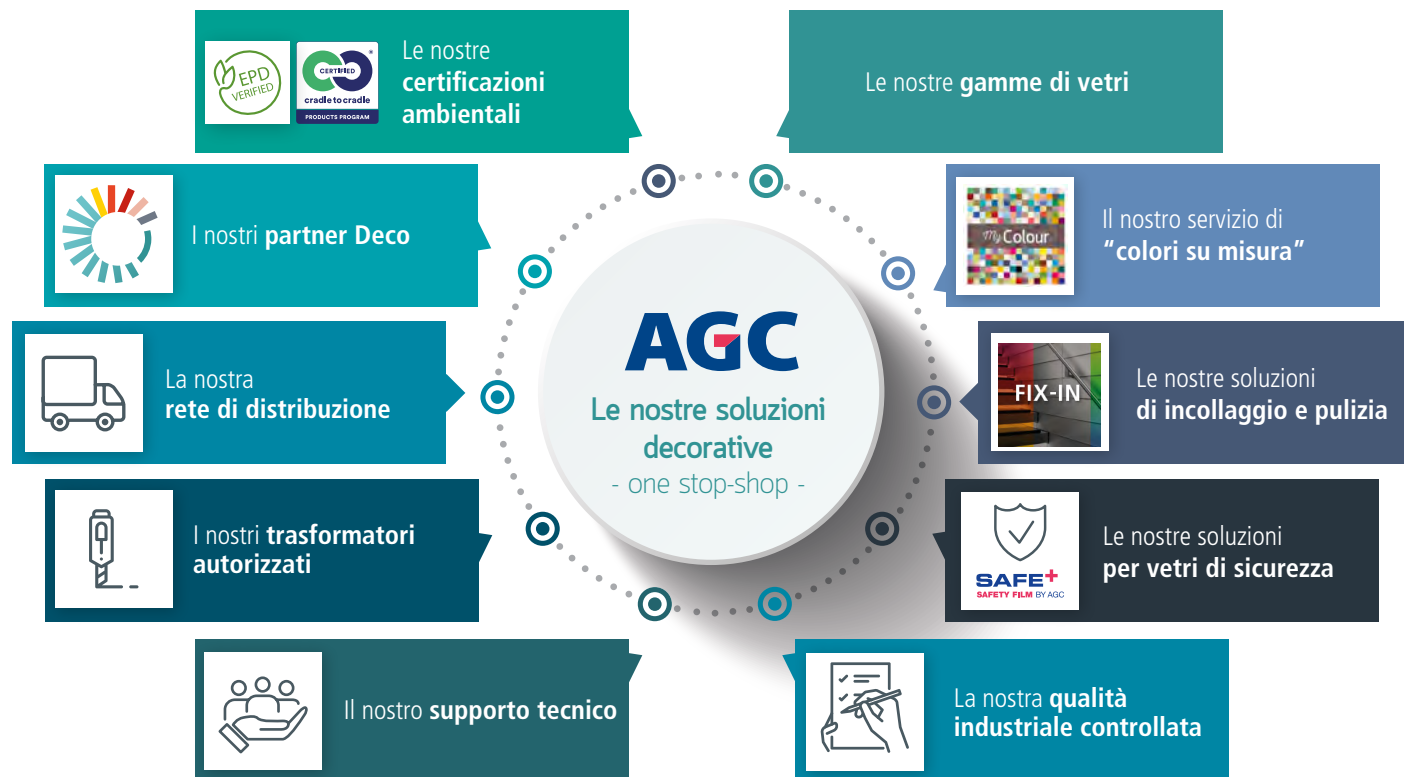 EPD
VERIFIED
CERTIFIED
cradle to cradle
PRODUCTS PROGRAM
Le nostre
certificazioni
ambientali
Le nostre gamme di vetri
I nostri partner Deco
My Colour
Il nostro servizio di
“colori su misura”
La nostra
rete di distribuzione
AGC
Le nostre soluzioni
decorative
- one stop-shop -
FIX-IN
Le nostre soluzioni
di incollaggio e pulizia
I nostri trasformatori
autorizzati
SAFE+
SAFETY FILM BY AGC
Le nostre soluzioni
per vetri di sicurezza
Il nostro supporto tecnico
La nostra qualità
industriale controllata